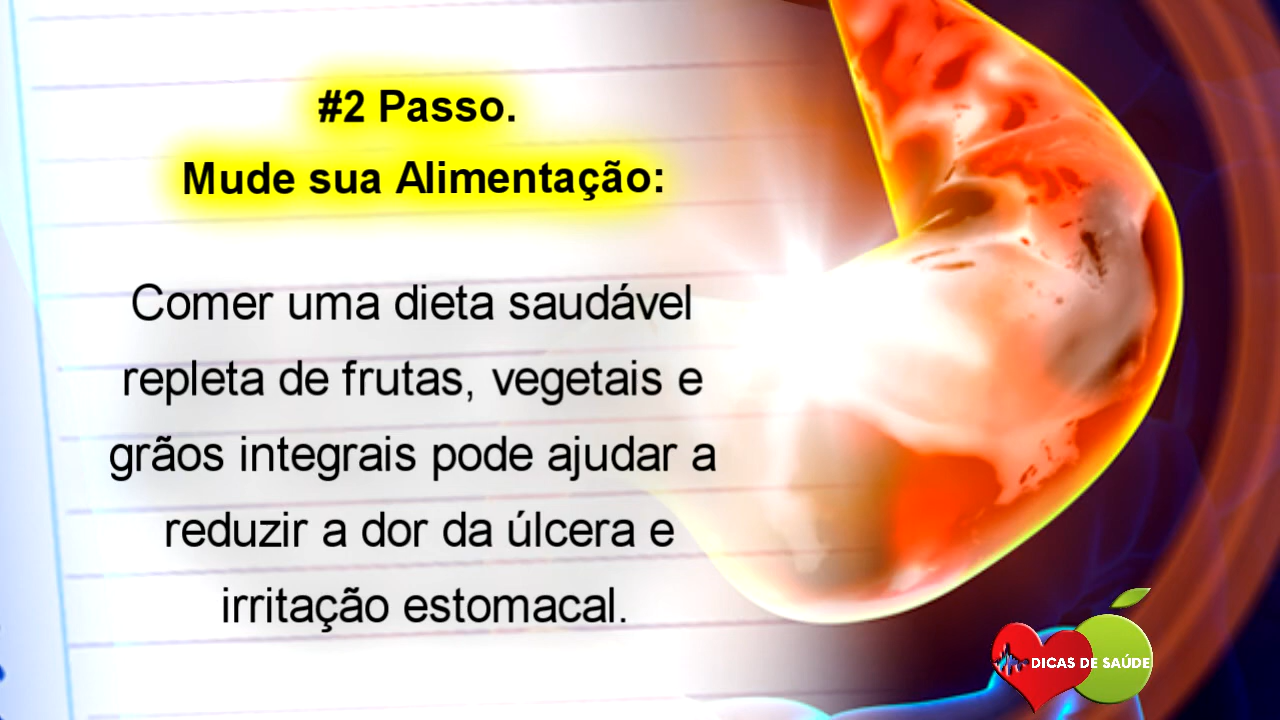 #2 Passo.
Mude sua Alimentação:
Comer uma dieta saudável
repleta de frutas, vegetais e
grãos integrais pode ajudar a
reduzir a dor da úlcera e
irritação estomacal.
DICAS DE SAÚDE